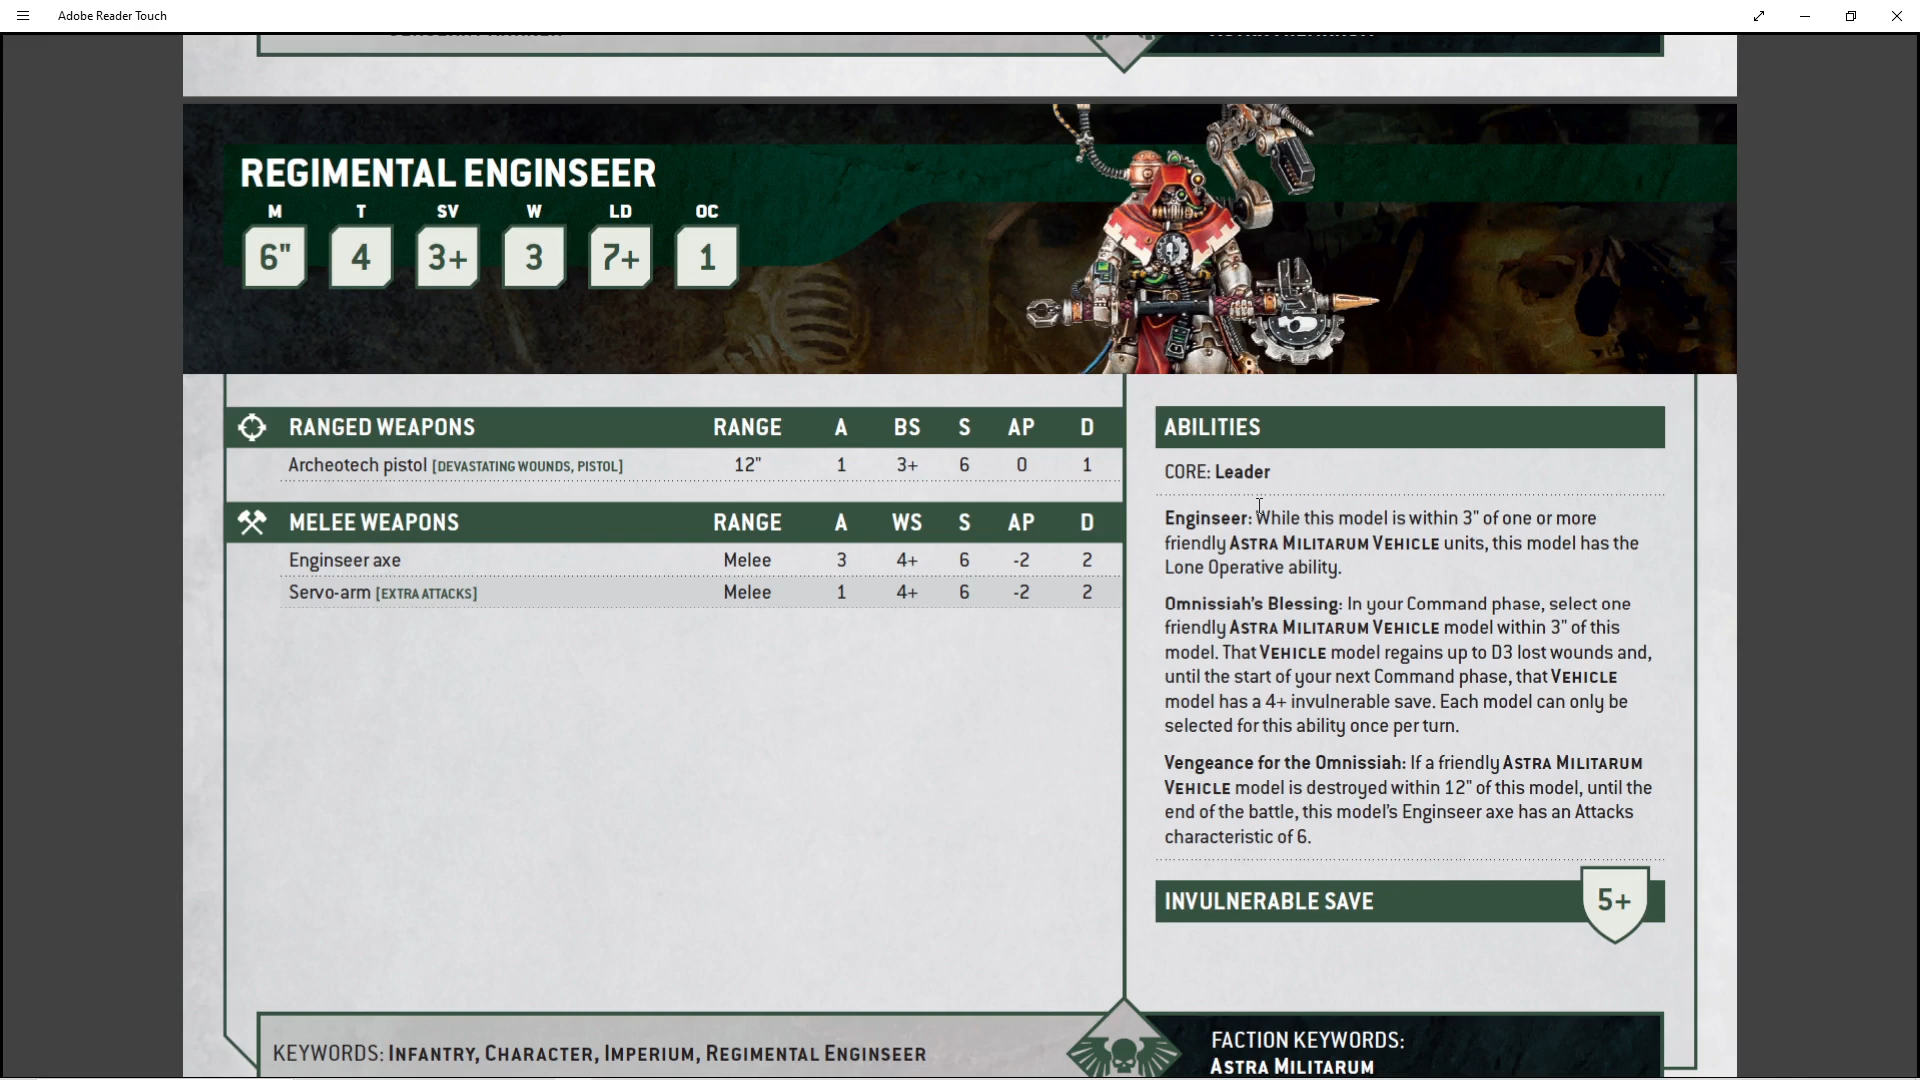 Adobe Reader Touch
REGIMENTAL ENGINSEER
M T SV W LD OC
6" 4 3+ 3 7+ 1
RANGED WEAPONS RANGE A BS S AP D
Archeotech pistol [DEVASTATING WOUNDS, PISTOL] 12" 1 3+ 6 0 1
MELEE WEAPONS RANGE A WS S AP D
Enginseer axe Melee 3 4+ 6 -2 2
Servo-arm [EXTRA ATTACKS] Melee 1 4+ 6 -2 2
ABILITIES
CORE: Leader
Enginseer: While this model is within 3" of one or more
friendly ASTRA MILITARUM VEHICLE units, this model has the
Lone Operative ability.
Omnissiah's Blessing: In your Command phase, select one
friendly ASTRA MILITARUM VEHICLE model within 3" of this
model. That VEHICLE model regains up to D3 lost wounds and,
until the start of your next Command phase, that VEHICLE
model has a 4+ invulnerable save. Each model can only be
selected for this ability once per turn.
Vengeance for the Omnissiah: If a friendly ASTRA MILITARUM
VEHICLE model is destroyed within 12" of this model, until the
end of the battle, this model's Enginseer axe has an Attacks
characteristic of 6.
INVULNERABLE SAVE 5+
KEYWORDS: INFANTRY, CHARACTER, IMPERIUM, REGIMENTAL ENGINSEER
FACTION KEYWORDS:
ASTRA MILITARUM